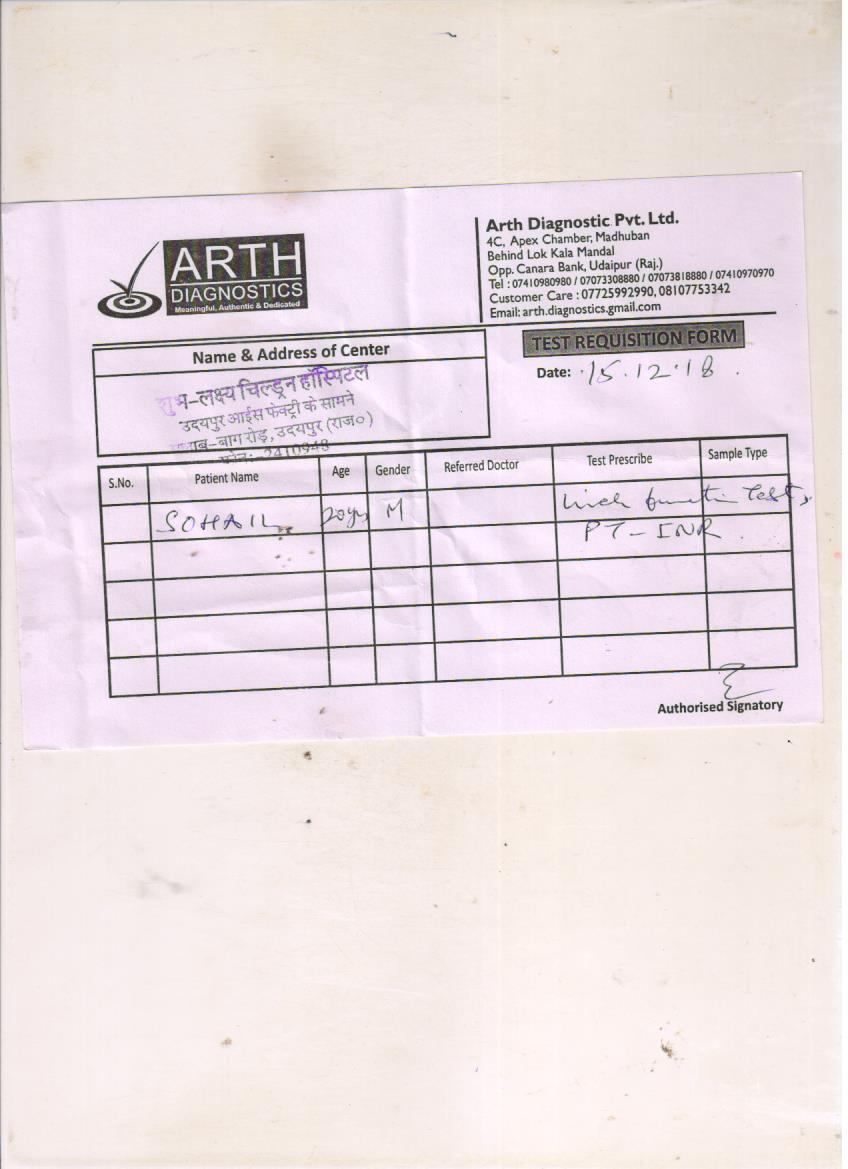 ARTH
DIAGNOSTICS
Meaningful, Authentic & Dedicated
Arth Diagnostic Pvt. Ltd.
4C, Apex Chamber, Madhuban
Behind Lok Kala Mandal
Opp. Canara Bank, Udaipur (Raj.)
Tel : 07410980980 / 07073308880 / 07073818880 / 07410970970
Customer Care : 07725992990, 08107753342
Email: arth.diagnostics.gmail.com
Name & Address of Center
TEST REQUISITION FORM
Date: 15.12.18
शुभ-लक्ष्य चिल्ड्रन हॉस्पिटल
उदयपुर आईस फेक्ट्री के सामने
बाग रोड़, उदयपुर (राज०)
फोन:- 2410948
S.No. Patient Name Age Gender Referred Doctor Test Prescribe Sample Type
SOHAIL 20yrs M function Tests,
PT-INR
Authorised Signatory